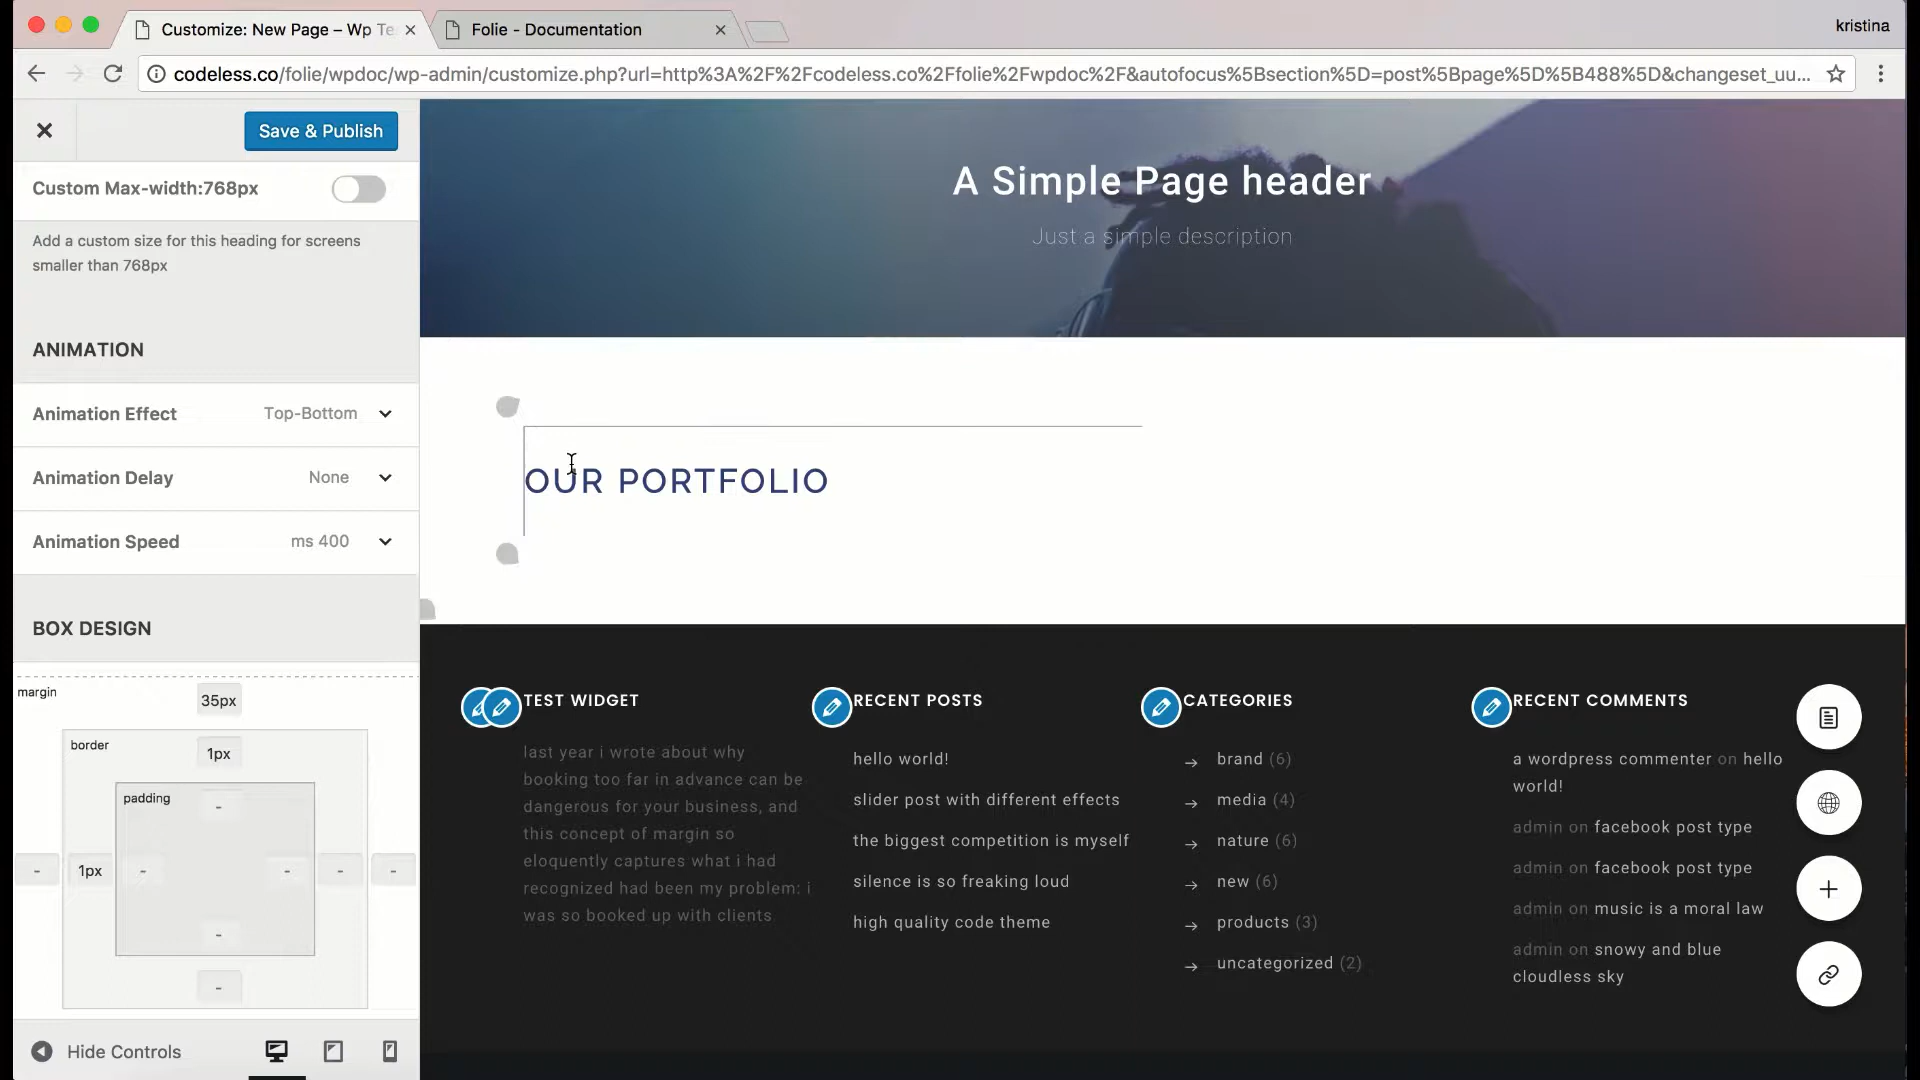 Customize: New Page – Wp Te
Folie - Documentation
kristina
codeless.co/folie/wpdoc/wp-admin/customize.php?url=http%3A%2F%2Fcodeless.co%2Ffolie%2Fwpdoc%2F&autofocus%5Bsection%5D=post%5Bpage%5D%5B488%5D&changeset_uu...
Save & Publish
Custom Max-width:768px
Add a custom size for this heading for screens
smaller than 768px
ANIMATION
Animation Effect Top-Bottom
Animation Delay None
Animation Speed ms 400
BOX DESIGN
margin
35px
border
1px
padding
-
- 1px - - - -
-
-
Hide Controls
A Simple Page header
Just a simple description
OUR PORTFOLIO
TEST WIDGET
last year i wrote about why
booking too far in advance can be
dangerous for your business, and
this concept of margin so
eloquently captures what i had
recognized had been my problem: i
was so booked up with clients
RECENT POSTS
hello world!
slider post with different effects
the biggest competition is myself
silence is so freaking loud
high quality code theme
CATEGORIES
→ brand (6)
→ media (4)
→ nature (6)
→ new (6)
→ products (3)
→ uncategorized (2)
RECENT COMMENTS
a wordpress commenter on hello
world!
admin on facebook post type
admin on facebook post type
admin on music is a moral law
admin on snowy and blue
cloudless sky